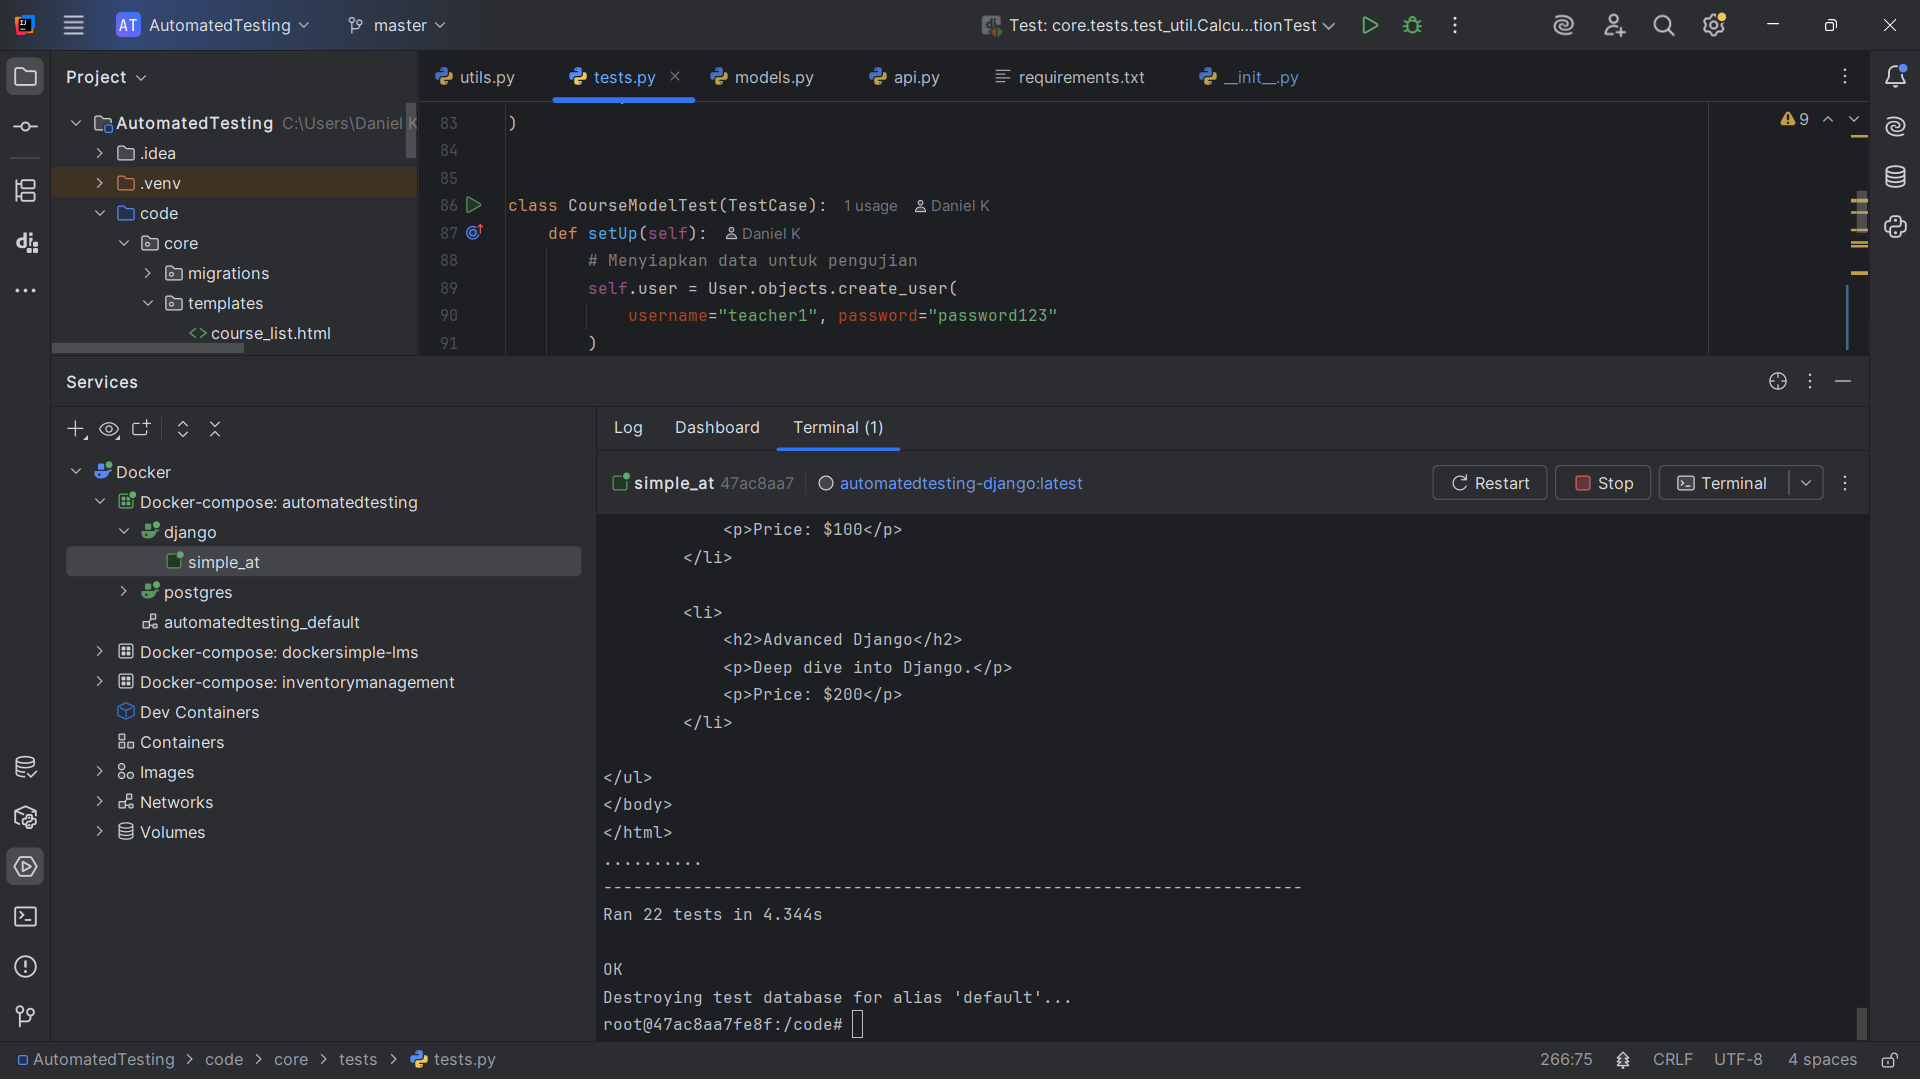 AT AutomatedTesting
master
Test: core.tests.test_util.Calcu...tionTest
Project
utils.py
tests.py
models.py
api.py
requirements.txt
__init__.py
AutomatedTesting C:\Users\Daniel K
.idea
.venv
code
core
migrations
templates
<> course_list.html
9
83 )
84
85
86 class CourseModelTest(TestCase): 1 usage Daniel K
87 def setUp(self): Daniel K
88 # Menyiapkan data untuk pengujian
89 self.user = User.objects.create_user(
90 username="teacher1", password="password123"
91 )
Services
Docker
Docker-compose: automatedtesting
django
simple_at
postgres
automatedtesting_default
Docker-compose: dockersimple-lms
Docker-compose: inventorymanagement
Dev Containers
Containers
Images
Networks
Volumes
Log
Dashboard
Terminal (1)
simple_at 47ac8aa7
automatedtesting-django:latest
Restart
Stop
Terminal
<p>Price: $100</p>
</li>
<li>
<h2>Advanced Django</h2>
<p>Deep dive into Django.</p>
<p>Price: $200</p>
</li>
</ul>
</body>
</html>
..........
----------------------------------------------------------------------
Ran 22 tests in 4.344s
OK
Destroying test database for alias 'default'...
root@47ac8aa7fe8f:/code#
AutomatedTesting > code > core > tests > tests.py
266:75
CRLF
UTF-8
4 spaces